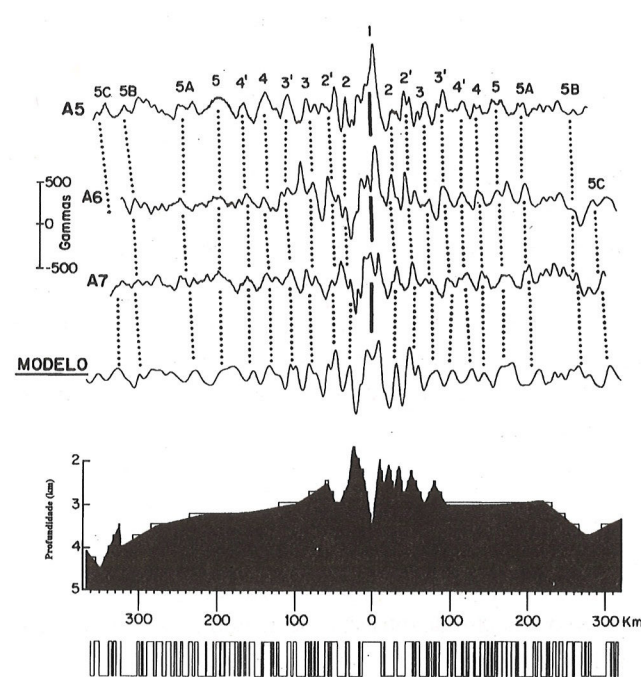 1
5C 5B 5A 5 4' 4 3' 3 2' 2 2 2' 3 3' 4' 4 5 5A 5B
A5
500
0
-500
Gammas
A6
5C
A7
MODELO
2
3
4
5
Profundidade (km)
300 200 100 0 100 200 300 Km